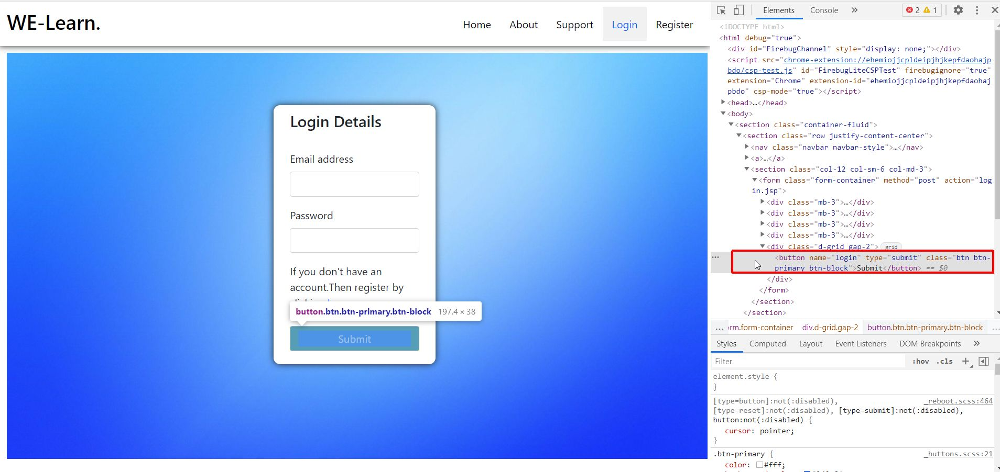 WE-Learn.
Home About Support Login Register
Login Details
Email address
Password
If you don't have an
account.Then register by
button.btn.btn-primary.btn-block 197.4 × 38
Submit
Elements Console » 2 1
<!DOCTYPE html>
<html debug="true">
<div id="FirebugChannel" style="display: none;"></div>
<script src="chrome-extension://ehemiojjcpldeipjhjkepfdaohajp
bdo/csp-test.js" id="FirebugLiteCSPTest" firebugignore="true"
extension="Chrome" extension-id="ehemiojjcpldeipjhjkepfdaohaj
pbdo" csp-mode="true"></script>
<head>…</head>
<body>
<section class="container-fluid">
<section class="row justify-content-center">
<nav class="navbar navbar-style">…</nav>
<a>…</a>
<section class="col-12 col-sm-6 col-md-3">
<form class="form-container" method="post" action="log
in.jsp">
<div class="mb-3">…</div>
<div class="mb-3">…</div>
<div class="mb-3">…</div>
<div class="mb-3">…</div>
<div class="d-grid gap-2"> grid
… <button name="login" type="submit" class="btn btn-
primary btn-block">Submit</button> == $0
</div>
</form>
</section>
</section>
… orm.form-container div.d-grid.gap-2 button.btn.btn-primary.btn-block …
Styles Computed Layout Event Listeners DOM Breakpoints »
Filter :hov .cls +
element.style {
}
[type=button]:not(:disabled), _reboot.scss:464
[type=reset]:not(:disabled), [type=submit]:not(:disabled),
button:not(:disabled) {
cursor: pointer;
}
.btn-primary { _buttons.scss:21
color: #fff;